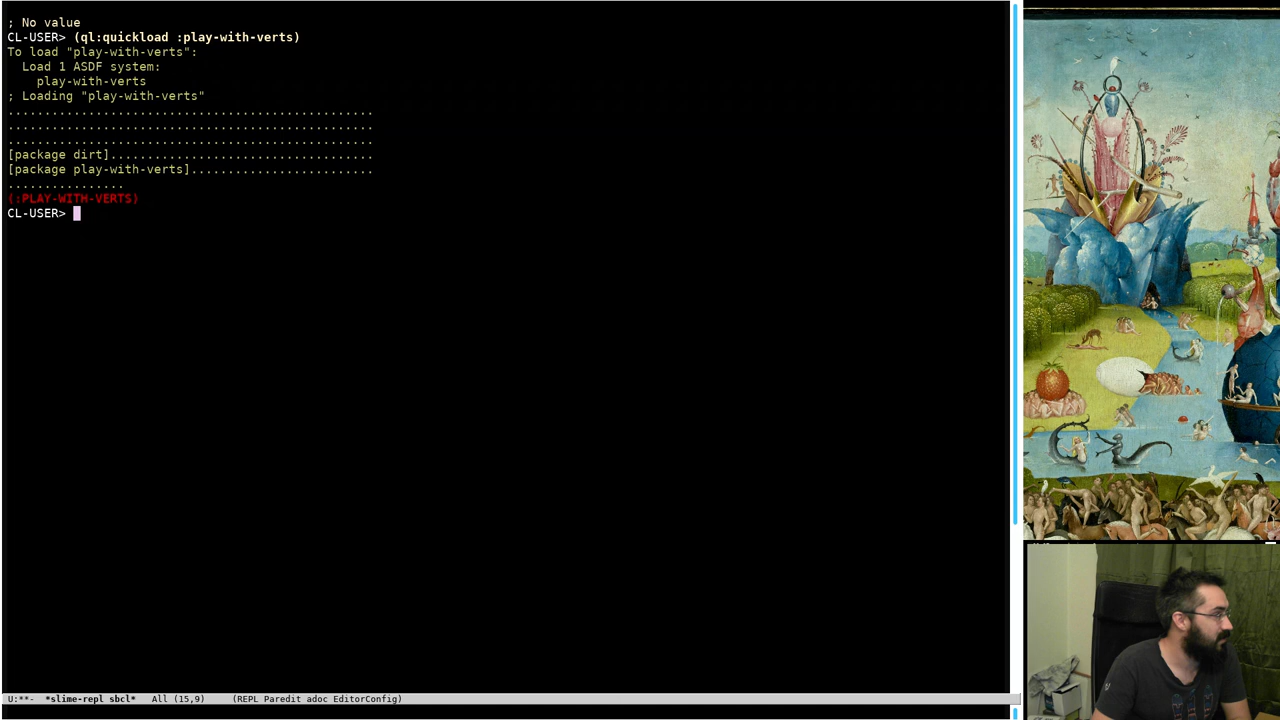 ; No value
CL-USER> (ql:quickload :play-with-verts)
To load "play-with-verts":
  Load 1 ASDF system:
    play-with-verts
; Loading "play-with-verts"
..................................................
..................................................
..................................................
[package dirt]....................................
[package play-with-verts].........................
................
(:PLAY-WITH-VERTS)
CL-USER>
U:**-  *slime-repl sbcl*   All (15,9)     (REPL Paredit adoc EditorConfig)